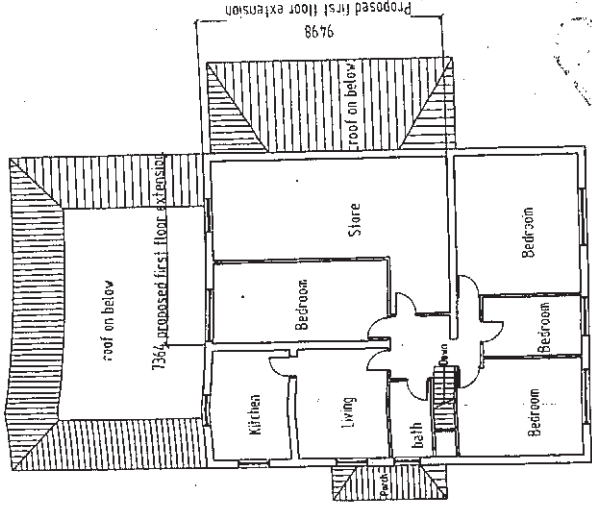 Proposed first floor extension
9498
roof on below
roof on below
7364 proposed first floor extension
Store
Bedroom
Kitchen
Living
bath
Down
Bedroom
Bedroom
Bedroom
Porch